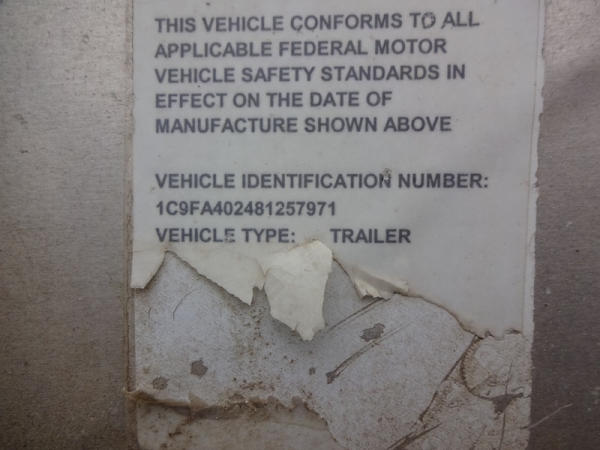 THIS VEHICLE CONFORMS TO ALL
APPLICABLE FEDERAL MOTOR
VEHICLE SAFETY STANDARDS IN
EFFECT ON THE DATE OF
MANUFACTURE SHOWN ABOVE
VEHICLE IDENTIFICATION NUMBER:
1C9FA402481257971
VEHICLE TYPE: TRAILER